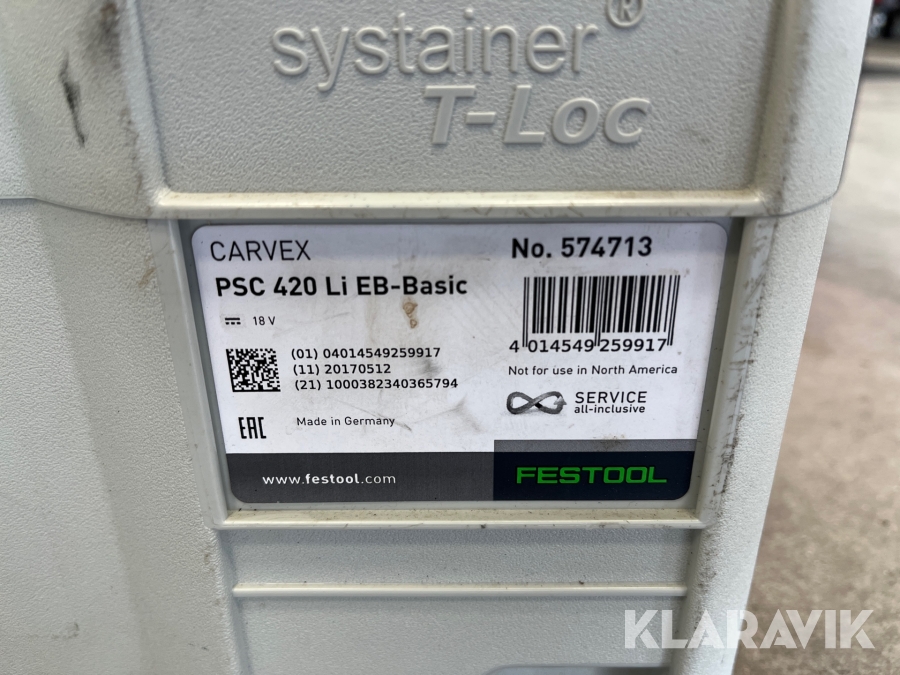 systainer®
T-Loc
CARVEX
No. 574713
PSC 420 Li EB-Basic
18 V
4 014549 259917
(01) 04014549259917
(11) 20170512
(21) 1000382340365794
Not for use in North America
SERVICE
all-inclusive
EAC
Made in Germany
www.festool.com
FESTOOL
KLARAVIK